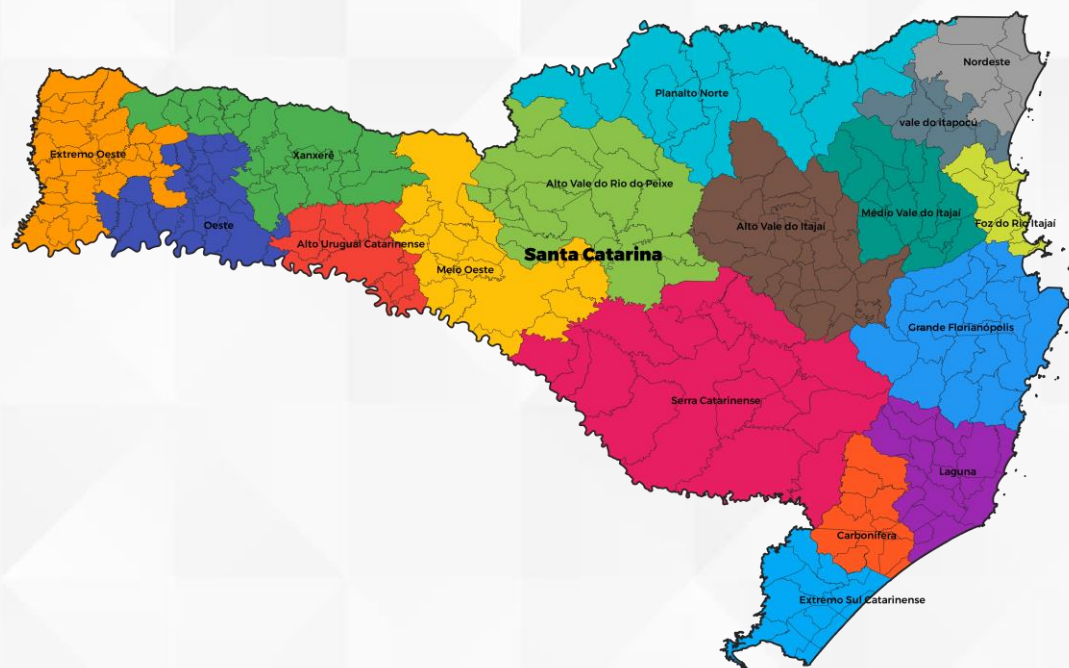 Nordeste
Planalto Norte
vale do Itapocú
Extremo Oeste
Xanxerê
Alto Vale do Rio do Peixe
Médio Vale do Itajaí
Oeste
Alto Vale do Itajaí
Foz do Rio Itajaí
Alto Uruguai Catarinense
Santa Catarina
Meio Oeste
Grande Florianópolis
Serra Catarinense
Laguna
Carbonífera
Extremo Sul Catarinense